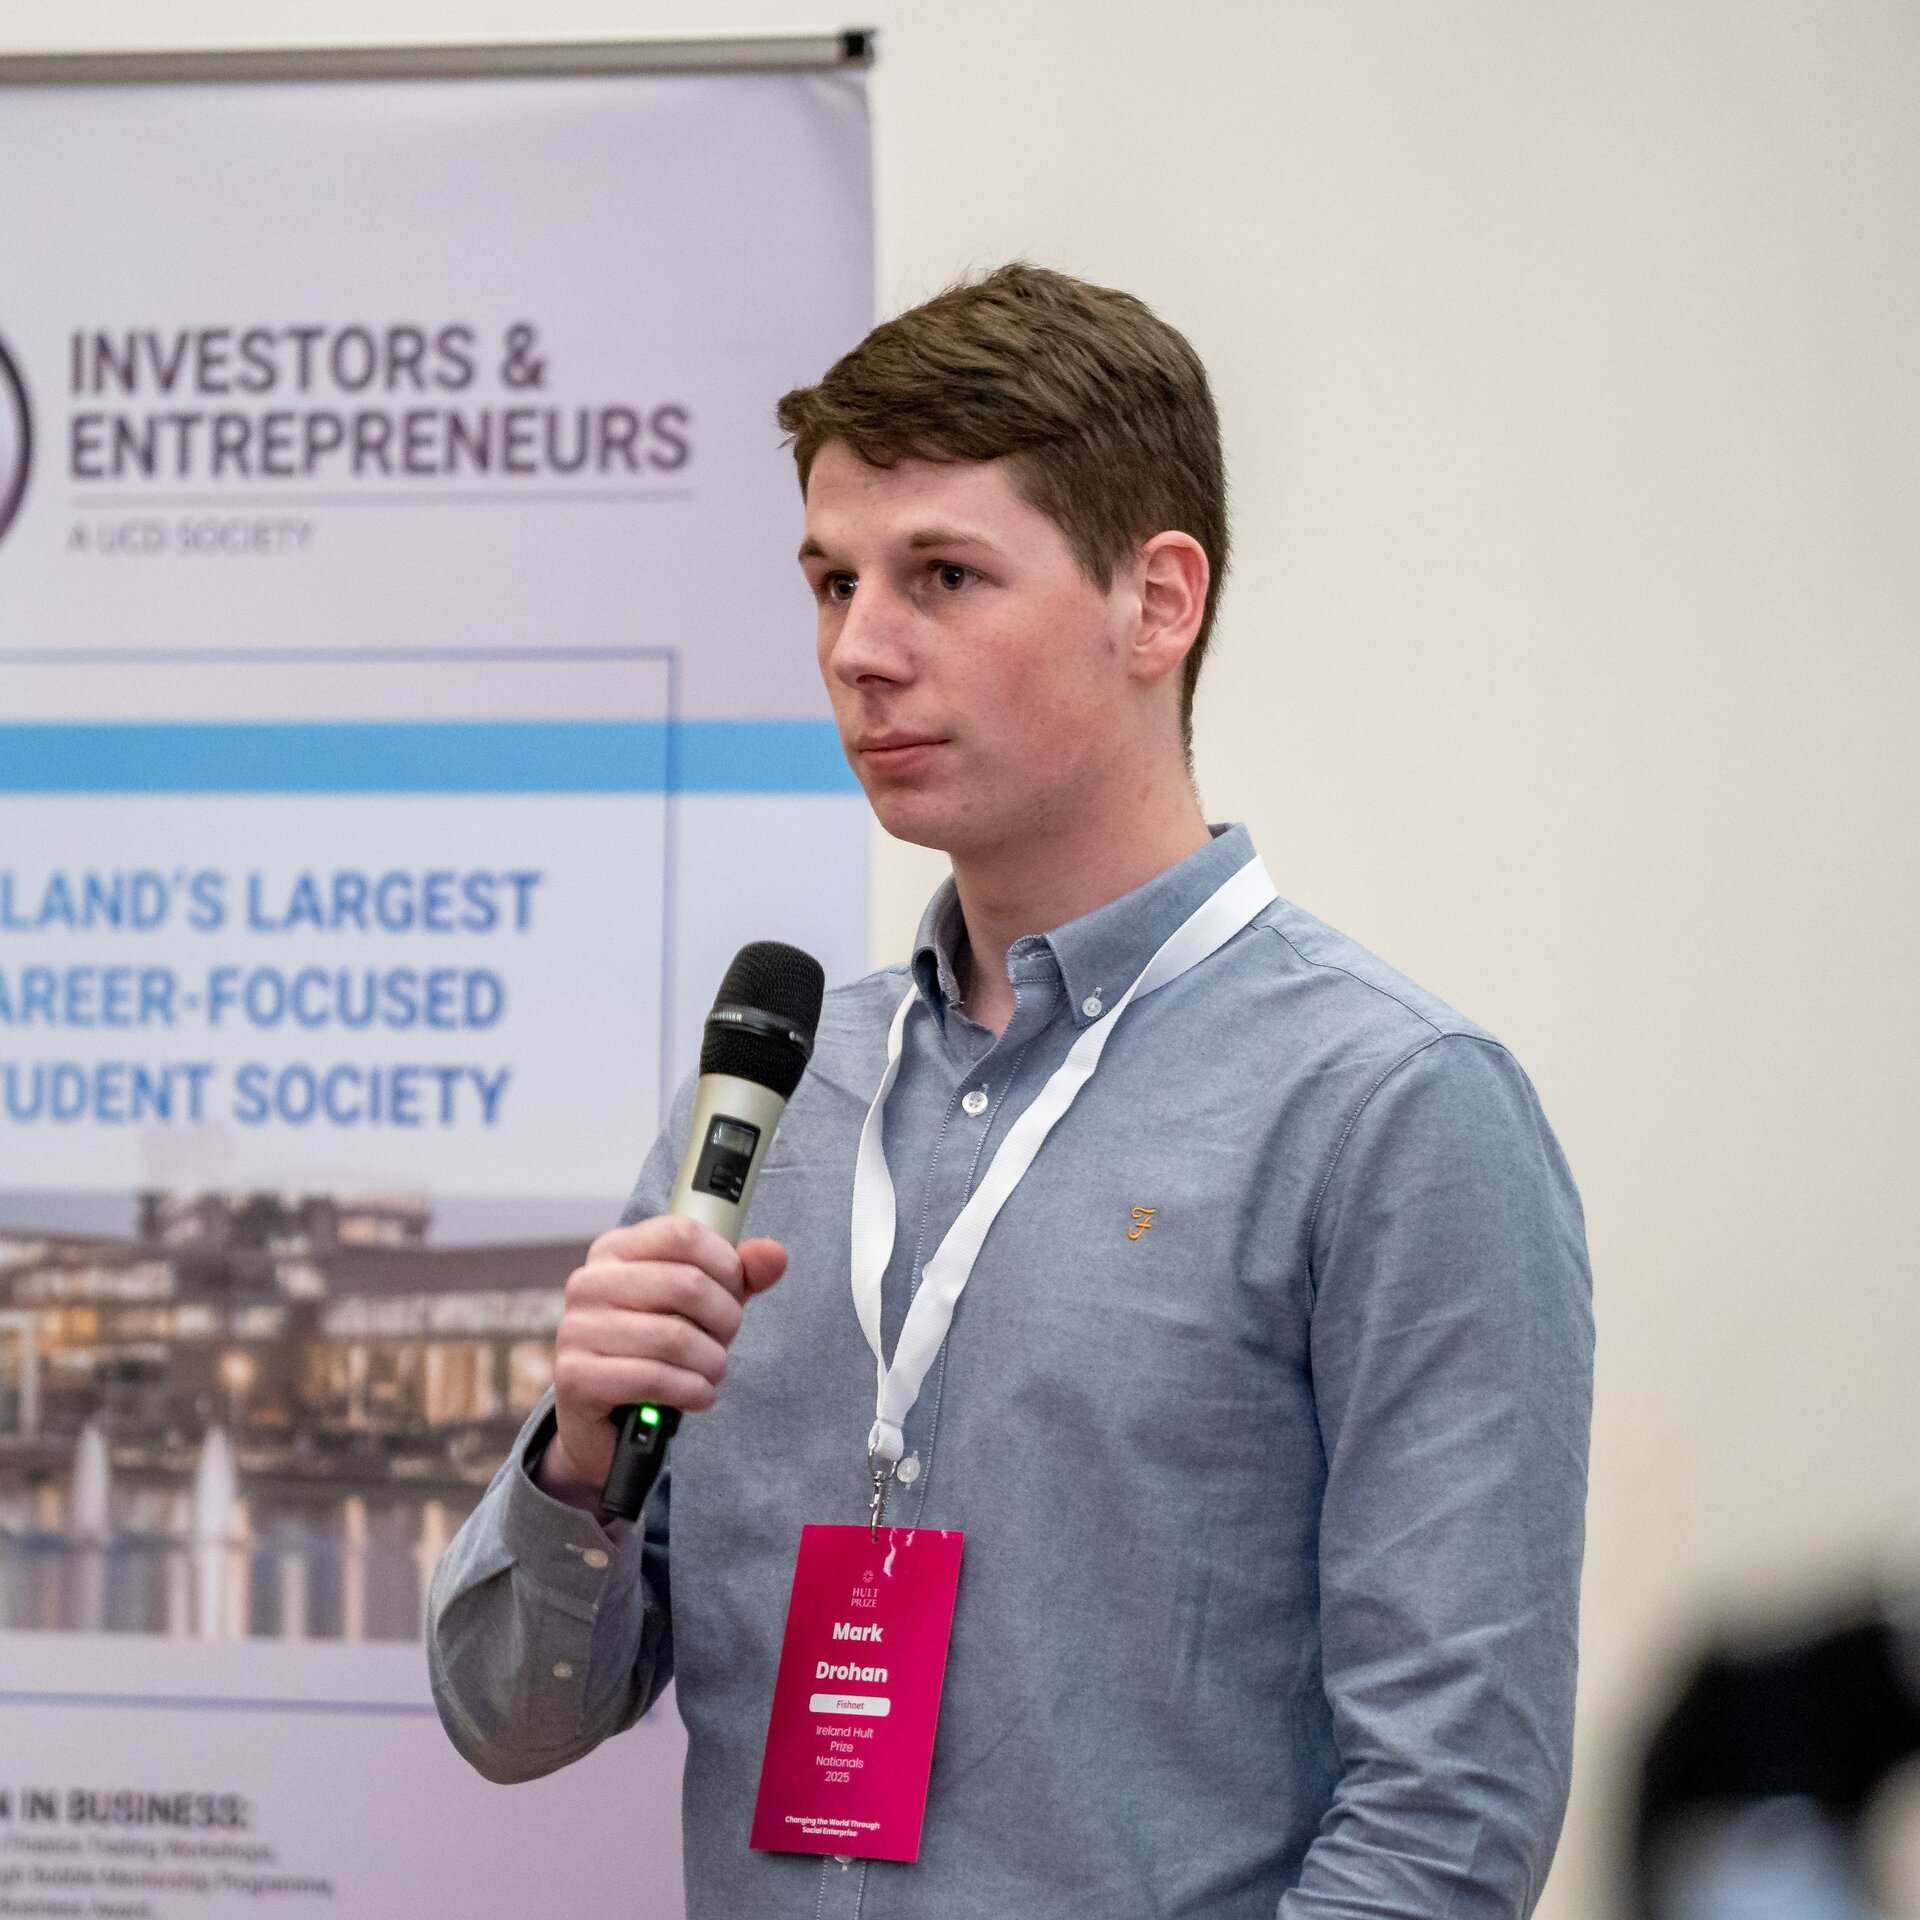 INVESTORS &
ENTREPRENEURS
A UCD SOCIETY
LAND'S LARGEST
AREER-FOCUSED
TUDENT SOCIETY
IN BUSINESS:
HULT
PRIZE
Mark
Drohan
Fishnet
Ireland Hult
Prize
Nationals
2025
Changing the World Through
Social Enterprise